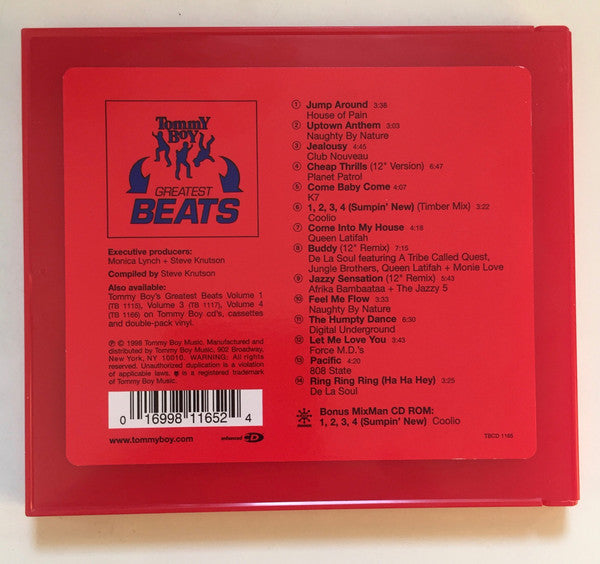 Tommy
Boy
GREATEST
BEATS
Executive producers:
Monica Lynch + Steve Knutson
Compiled by Steve Knutson
Also available:
Tommy Boy's Greatest Beats Volume 1
(TB 1115), Volume 3 (TB 1117), Volume 4
(TB 1166) on Tommy Boy cd's, cassettes
and double-pack vinyl.
℗ © 1998 Tommy Boy Music. Manufactured and
distributed by Tommy Boy Music, 902 Broadway,
New York, NY 10010. WARNING: All rights
reserved. Unauthorized duplication is a violation
of applicable laws. is a registered trademark
of Tommy Boy Music.
0 16998 11652 4
www.tommyboy.com enhanced CD
1 Jump Around 3:38
House of Pain
2 Uptown Anthem 3:03
Naughty By Nature
3 Jealousy 4:45
Club Nouveau
4 Cheap Thrills (12" Version) 6:47
Planet Patrol
5 Come Baby Come 4:07
K7
6 1, 2, 3, 4 (Sumpin' New) (Timber Mix) 3:22
Coolio
7 Come Into My House 4:18
Queen Latifah
8 Buddy (12" Remix) 7:15
De La Soul featuring A Tribe Called Quest,
Jungle Brothers, Queen Latifah + Monie Love
9 Jazzy Sensation (12" Remix) 5:43
Afrika Bambaataa + The Jazzy 5
10 Feel Me Flow 3:33
Naughty By Nature
11 The Humpty Dance 6:30
Digital Underground
12 Let Me Love You 3:43
Force M.D.'s
13 Pacific 4:20
808 State
14 Ring Ring Ring (Ha Ha Hey) 3:25
De La Soul
Bonus MixMan CD ROM:
1, 2, 3, 4 (Sumpin' New) Coolio
TBCD 1165